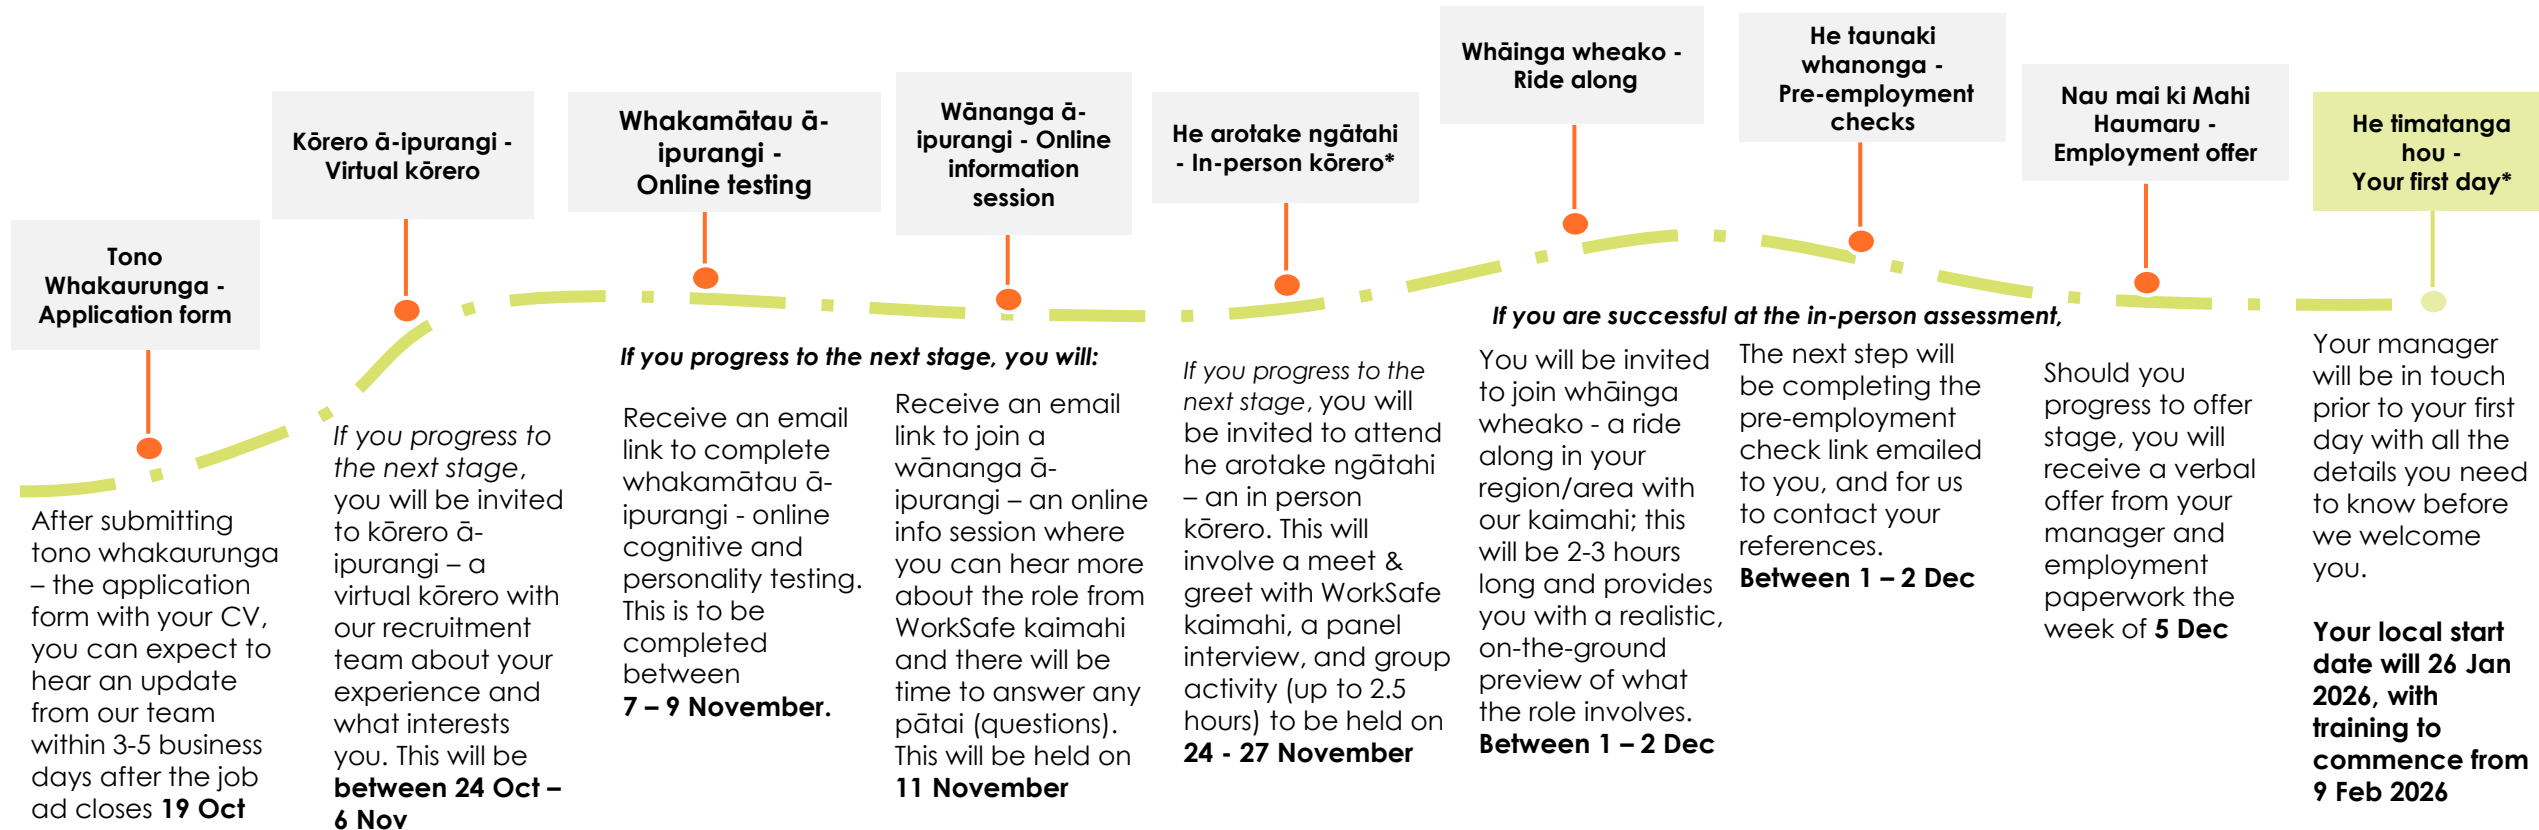 Tono
Whakaurunga -
Application form
After submitting
tono whakaurunga
– the application
form with your CV,
you can expect to
hear an update
from our team
within 3-5 business
days after the job
ad closes 19 Oct
Kōrero ā-ipurangi -
Virtual kōrero
If you progress to
the next stage,
you will be invited
to kōrero ā-
ipurangi – a
virtual kōrero with
our recruitment
team about your
experience and
what interests
you. This will be
between 24 Oct –
6 Nov
Whakamātau ā-
ipurangi -
Online testing
If you progress to the next stage, you will:
Receive an email
link to complete
whakamātau ā-
ipurangi - online
cognitive and
personality testing.
This is to be
completed
between
7 – 9 November.
Wānanga ā-
ipurangi - Online
information
session
Receive an email
link to join a
wānanga ā-
ipurangi – an online
info session where
you can hear more
about the role from
WorkSafe kaimahi
and there will be
time to answer any
pātai (questions).
This will be held on
11 November
He arotake ngātahi
- In-person kōrero*
If you progress to the
next stage, you will
be invited to attend
he arotake ngātahi
– an in person
kōrero. This will
involve a meet &
greet with WorkSafe
kaimahi, a panel
interview, and group
activity (up to 2.5
hours) to be held on
24 - 27 November
Whāinga wheako -
Ride along
If you are successful at the in-person assessment,
You will be invited
to join whāinga
wheako - a ride
along in your
region/area with
our kaimahi; this
will be 2-3 hours
long and provides
you with a realistic,
on-the-ground
preview of what
the role involves.
Between 1 – 2 Dec
He taunaki
whanonga -
Pre-employment
checks
The next step will
be completing the
pre-employment
check link emailed
to you, and for us
to contact your
references.
Between 1 – 2 Dec
Nau mai ki Mahi
Haumaru -
Employment offer
Should you
progress to offer
stage, you will
receive a verbal
offer from your
manager and
employment
paperwork the
week of 5 Dec
He timatanga
hou -
Your first day*
Your manager
will be in touch
prior to your first
day with all the
details you need
to know before
we welcome
you.
Your local start
date will 26 Jan
2026, with
training to
commence from
9 Feb 2026